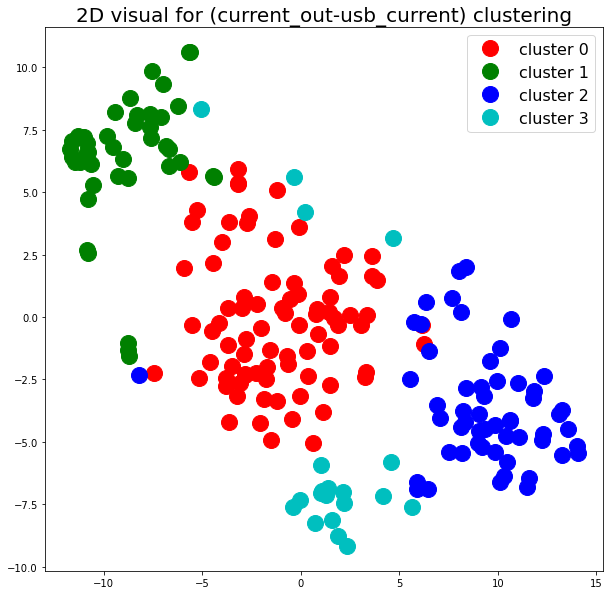 2D visual for (current_out-usb_current) clustering
cluster 0
cluster 1
cluster 2
cluster 3
10.0
7.5
5.0
2.5
0.0
−2.5
−5.0
−7.5
−10.0
−10 −5 0 5 10 15